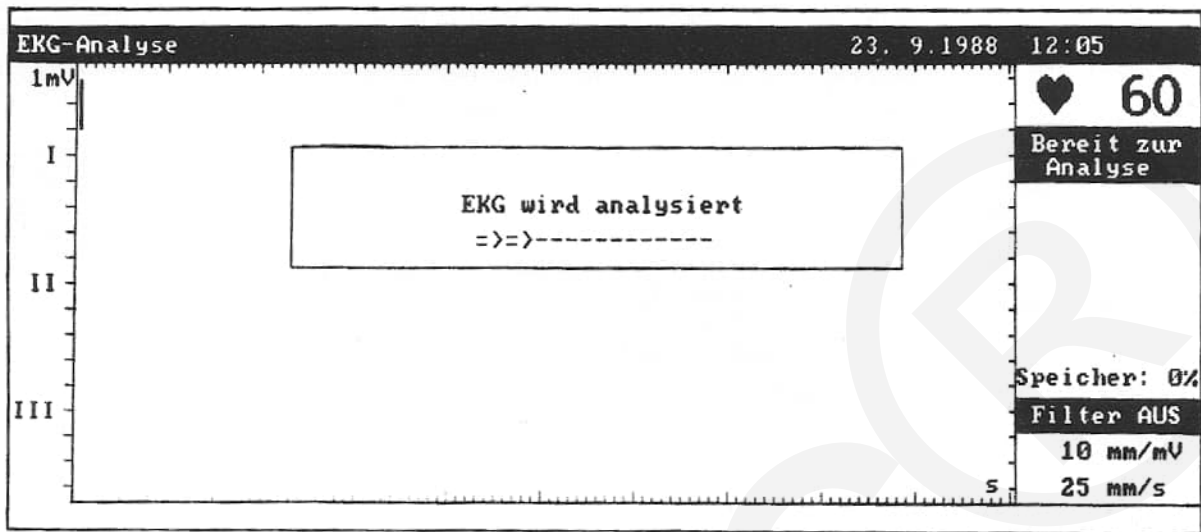 EKG-Analyse 23. 9.1988 12:05
1mV
I
II
III
EKG wird analysiert
=>=>------------
s
♥ 60
Bereit zur
Analyse
Speicher: 0%
Filter AUS
10 mm/mV
25 mm/s